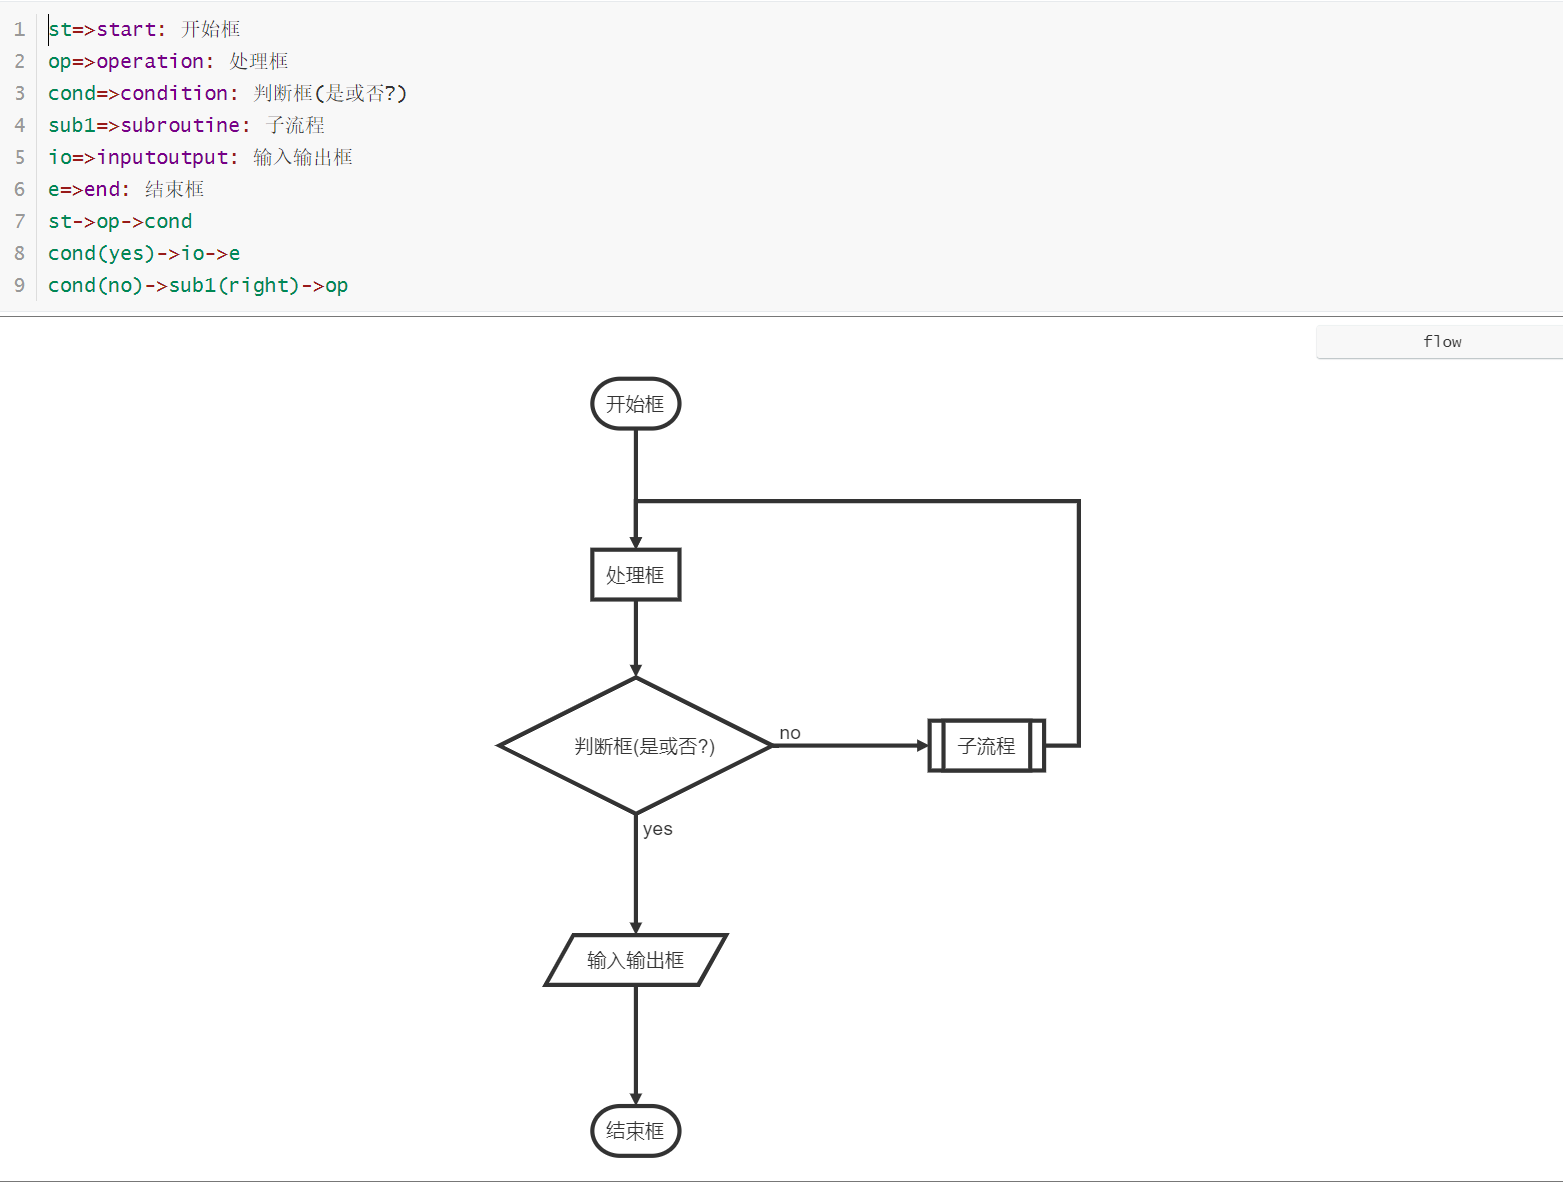 1 st=>start: 开始框
2 op=>operation: 处理框
3 cond=>condition: 判断框(是或否?)
4 sub1=>subroutine: 子流程
5 io=>inputoutput: 输入输出框
6 e=>end: 结束框
7 st->op->cond
8 cond(yes)->io->e
9 cond(no)->sub1(right)->op
flow
开始框
处理框
判断框(是或否?)
no
子流程
yes
输入输出框
结束框